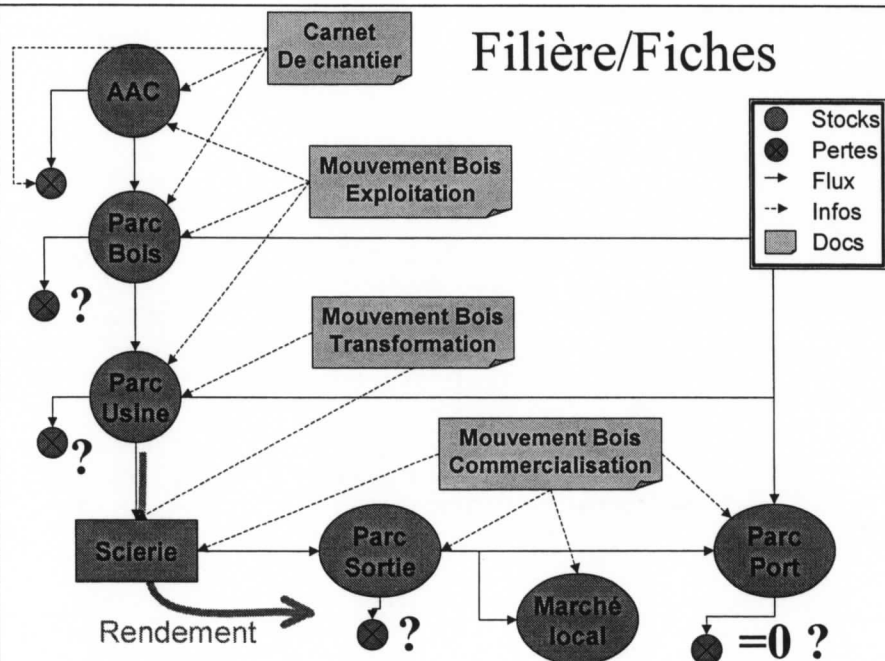 Filière/Fiches
Carnet
De chantier
AAC
Stocks
Pertes
Flux
Infos
Docs
Mouvement Bois
Exploitation
Parc
Bois
?
Mouvement Bois
Transformation
Parc
Usine
?
Mouvement Bois
Commercialisation
Scierie
Parc
Sortie
Parc
Port
Marché
local
Rendement
?
=0 ?